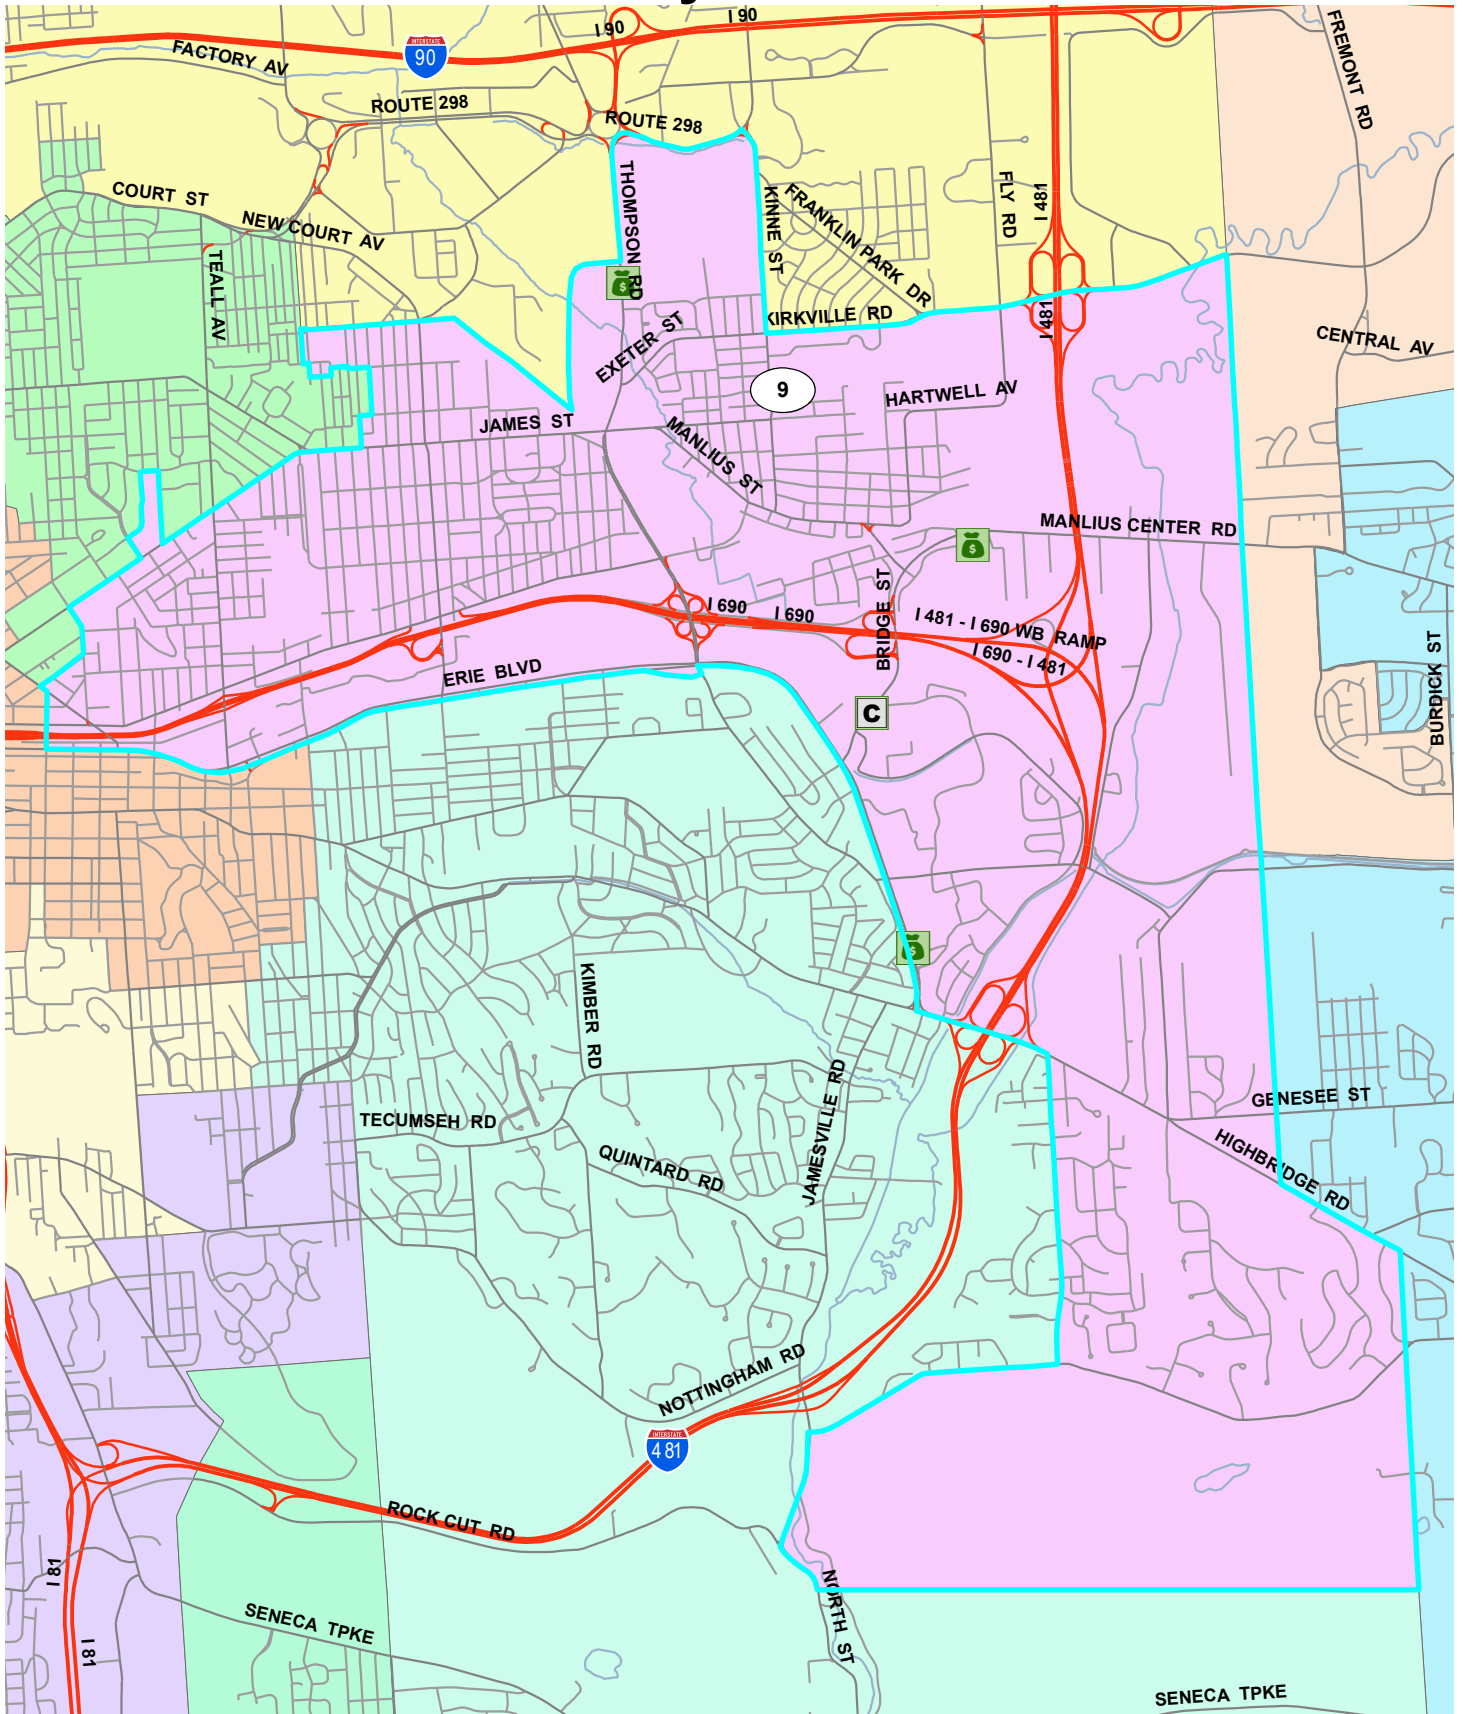 I 90
I 90
FREMONT RD
FACTORY AV
INTERSTATE
90
ROUTE 298
ROUTE 298
COURT ST
NEW COURT AV
THOMPSON RD
KINNE ST
FRANKLIN PARK DR
FLY RD
I 481
TEALL AV
$
I 481
KIRKVILLE RD
EXETER ST
CENTRAL AV
9
HARTWELL AV
JAMES ST
MANLIUS ST
MANLIUS CENTER RD
$
BRIDGE ST
I 690
I 690
I 481 - I 690 WB RAMP
I 690 - I 481
ERIE BLVD
BURDICK ST
C
$
KIMBER RD
JAMESVILLE RD
GENESEE ST
TECUMSEH RD
HIGHBRIDGE RD
QUINTARD RD
NOTTINGHAM RD
INTERSTATE
481
ROCK CUT RD
I 81
NORTH ST
SENECA TPKE
I 81
SENECA TPKE